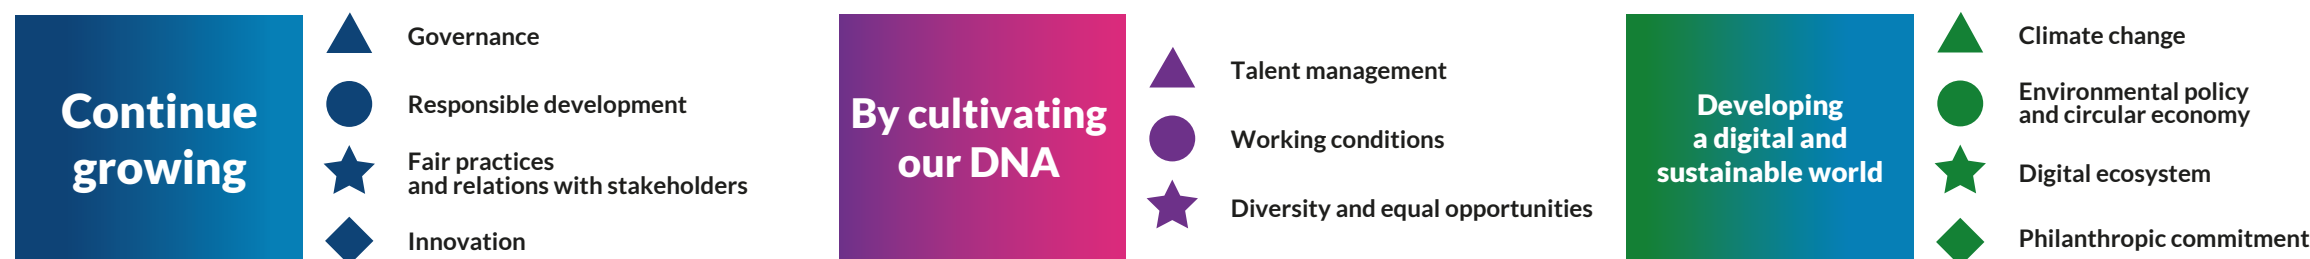 Continue
growing
Governance
Responsible development
Fair practices
and relations with stakeholders
Innovation
By cultivating
our DNA
Talent management
Working conditions
Diversity and equal opportunities
Developing
a digital and
sustainable world
Climate change
Environmental policy
and circular economy
Digital ecosystem
Philanthropic commitment